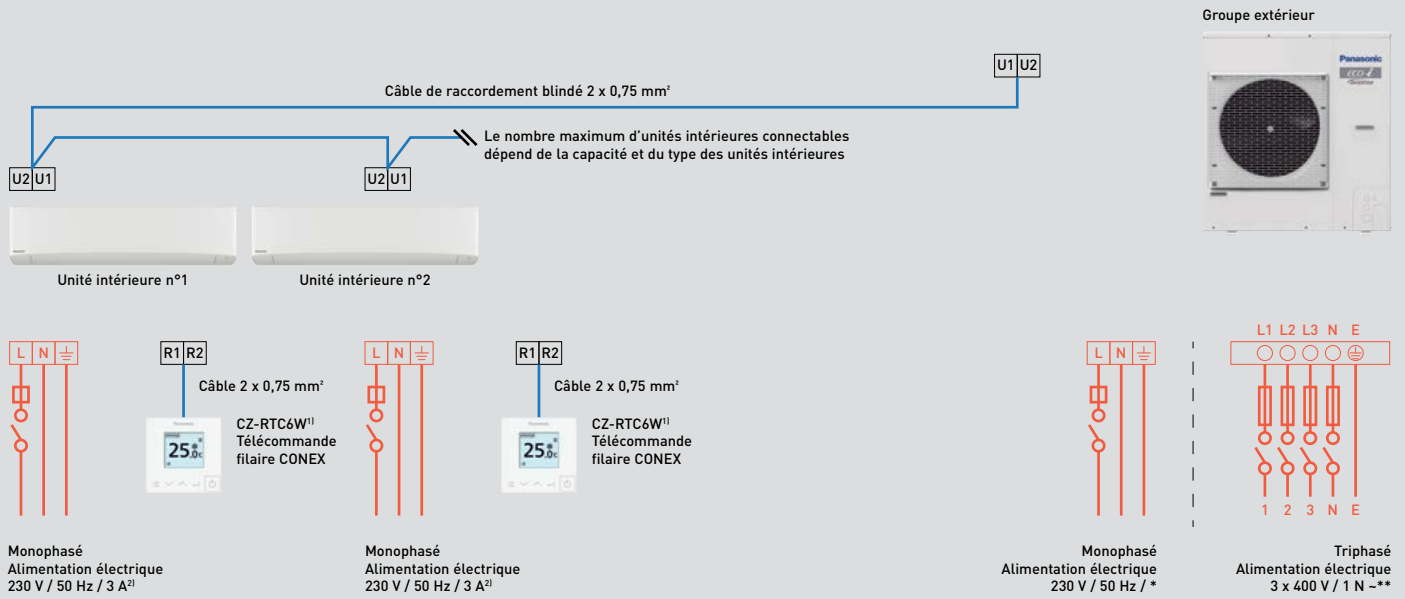 Groupe extérieur
Panasonic
U1 U2
Câble de raccordement blindé 2 x 0,75 mm²
Le nombre maximum d'unités intérieures connectables
dépend de la capacité et du type des unités intérieures
U2 U1
U2 U1
Unité intérieure n°1
Unité intérieure n°2
L N
R1 R2
Câble 2 x 0,75 mm²
CZ-RTC6W¹⁾
Télécommande
filaire CONEX
25.0c
L N
R1 R2
Câble 2 x 0,75 mm²
CZ-RTC6W¹⁾
Télécommande
filaire CONEX
25.0c
L N
L1 L2 L3 N E
1 2 3 N E
Monophasé
Alimentation électrique
230 V / 50 Hz / 3 A²⁾
Monophasé
Alimentation électrique
230 V / 50 Hz / 3 A²⁾
Monophasé
Alimentation électrique
230 V / 50 Hz / *
Triphasé
Alimentation électrique
3 x 400 V / 1 N ~**